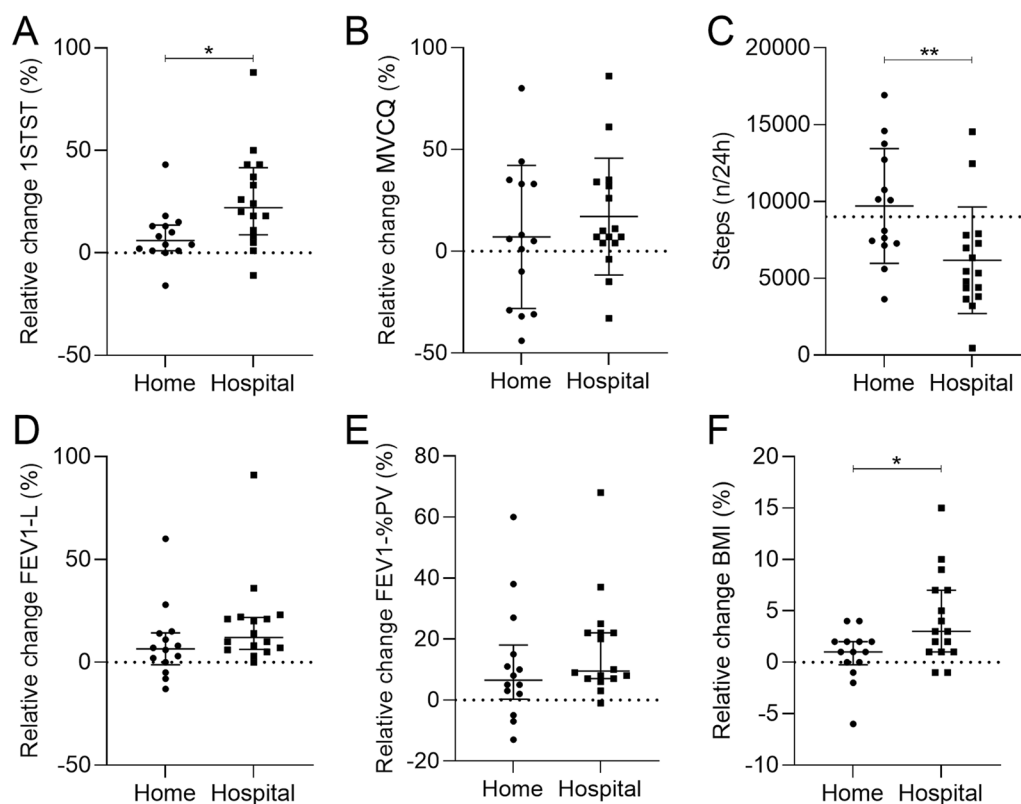 A
Relative change 1STST (%)
100
50
0
-50
*
Home Hospital
B
Relative change MVCQ (%)
100
50
0
-50
Home Hospital
C
Steps (n/24h)
20000
15000
10000
5000
0
**
Home Hospital
D
Relative change FEV1-L (%)
100
50
0
-50
Home Hospital
E
Relative change FEV1-%PV (%)
80
60
40
20
0
-20
Home Hospital
F
Relative change BMI (%)
20
15
10
5
0
-5
-10
*
Home Hospital